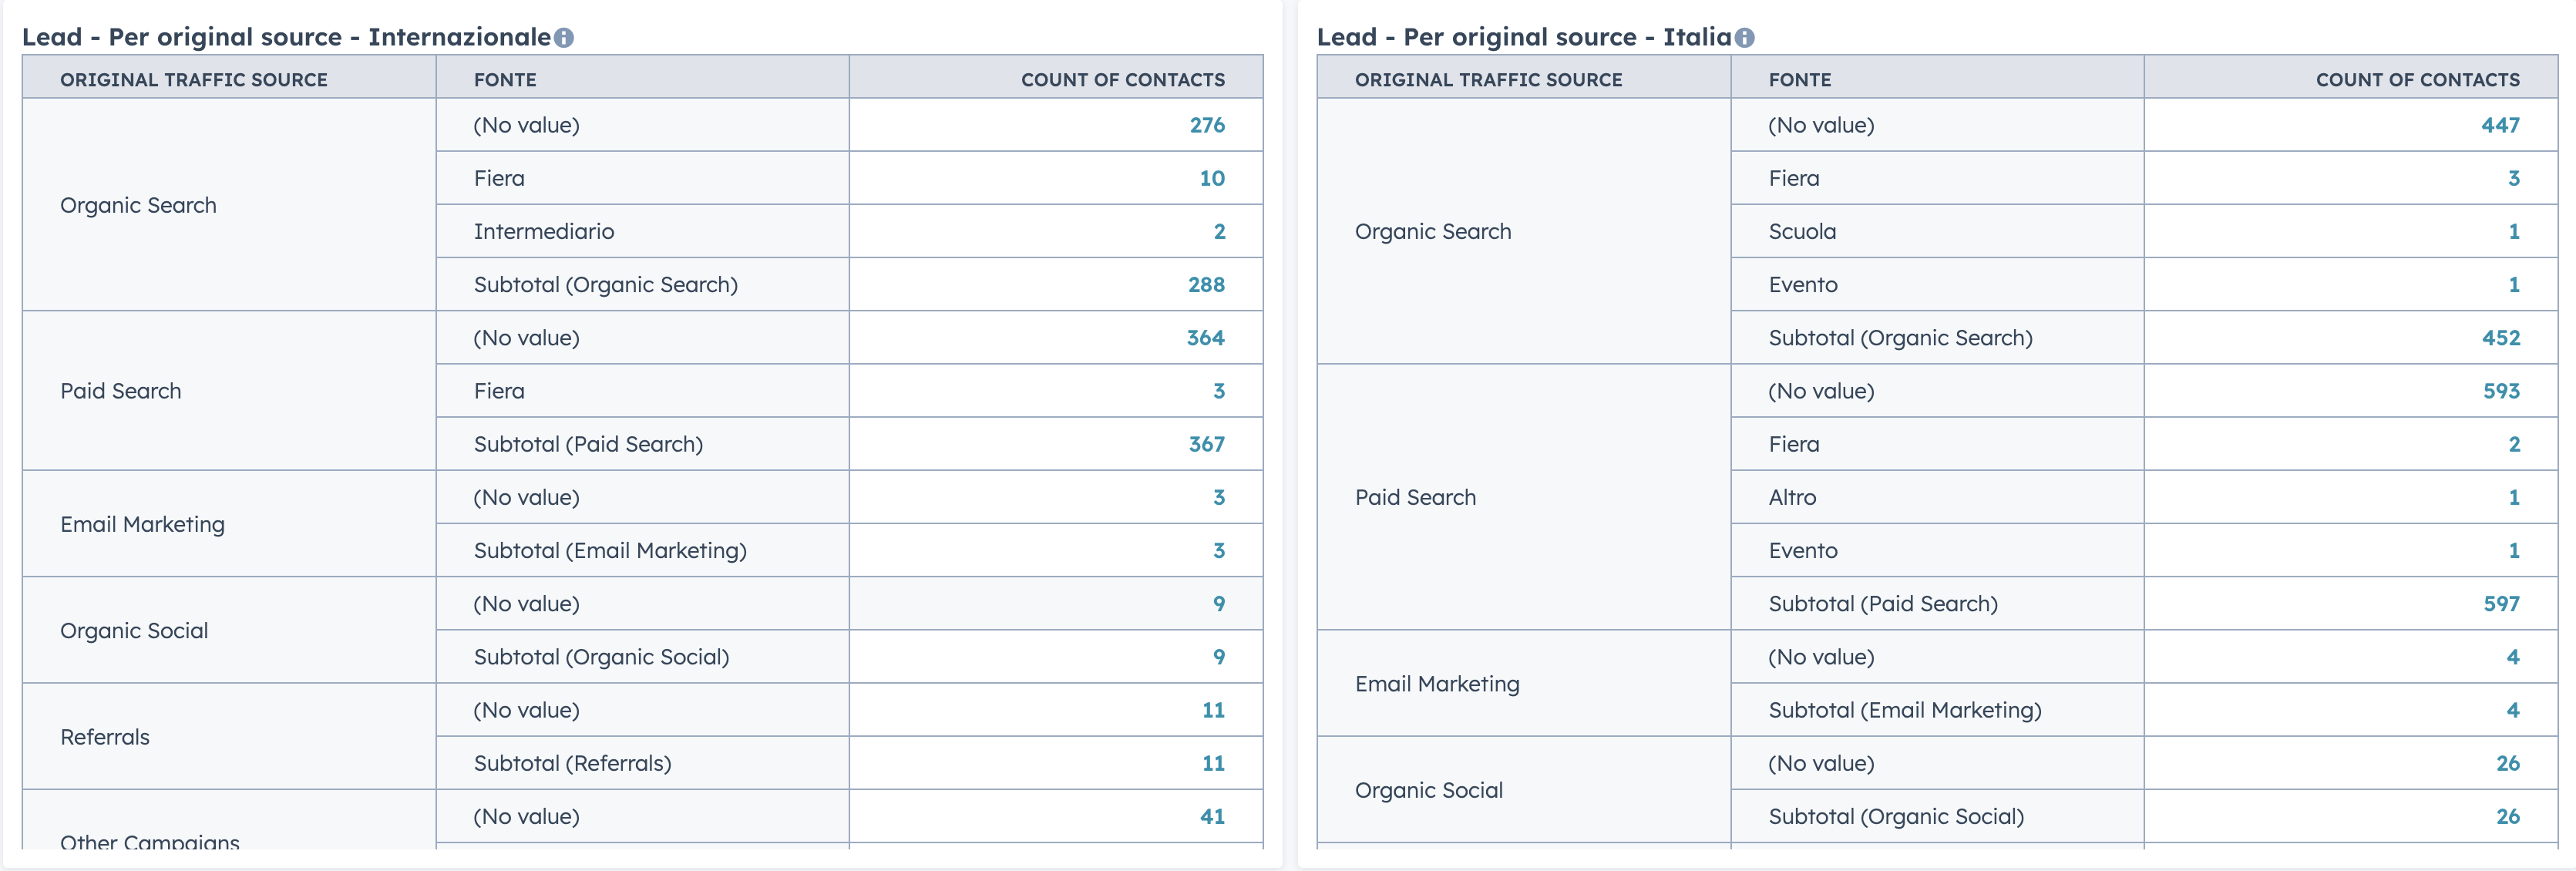 Lead - Per original source - Internazionale
ORIGINAL TRAFFIC SOURCE FONTE COUNT OF CONTACTS
Organic Search
(No value) 276
Fiera 10
Intermediario 2
Subtotal (Organic Search) 288
Paid Search
(No value) 364
Fiera 3
Subtotal (Paid Search) 367
Email Marketing
(No value) 3
Subtotal (Email Marketing) 3
Organic Social
(No value) 9
Subtotal (Organic Social) 9
Referrals
(No value) 11
Subtotal (Referrals) 11
Other Campaigns
(No value) 41
Lead - Per original source - Italia
ORIGINAL TRAFFIC SOURCE FONTE COUNT OF CONTACTS
Organic Search
(No value) 447
Fiera 3
Scuola 1
Evento 1
Subtotal (Organic Search) 452
Paid Search
(No value) 593
Fiera 2
Altro 1
Evento 1
Subtotal (Paid Search) 597
Email Marketing
(No value) 4
Subtotal (Email Marketing) 4
Organic Social
(No value) 26
Subtotal (Organic Social) 26